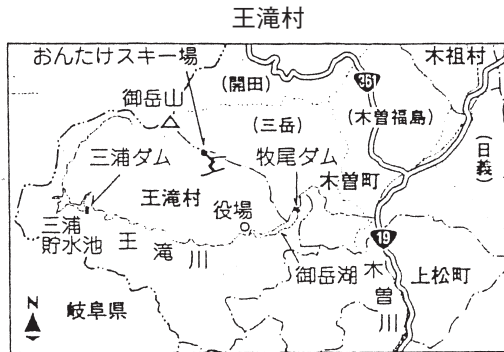 王滝村
おんたけスキー場
木祖村
(開田)
361
御岳山
(三岳)
(木曽福島)
(日義)
三浦ダム
牧尾ダム
木曽町
王滝村
役場
三浦貯水池
王滝川
19
御岳湖
木曽川
上松町
岐阜県
N